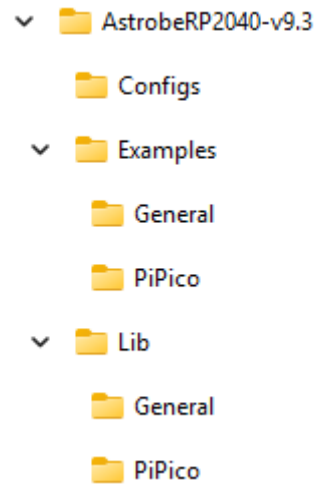 AstrobeRP2040-v9.3
Configs
Examples
General
PiPico
Lib
General
PiPico